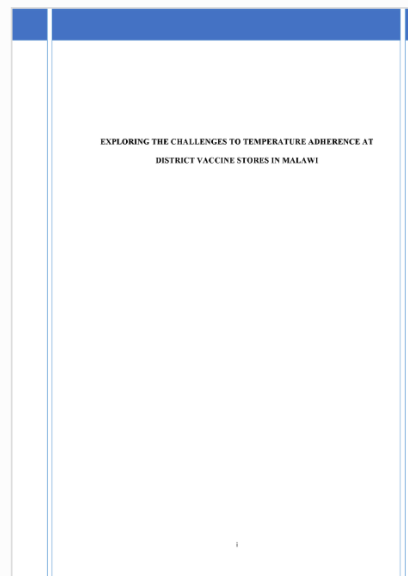 EXPLORING THE CHALLENGES TO TEMPERATURE ADHERENCE AT
DISTRICT VACCINE STORES IN MALAWI
i